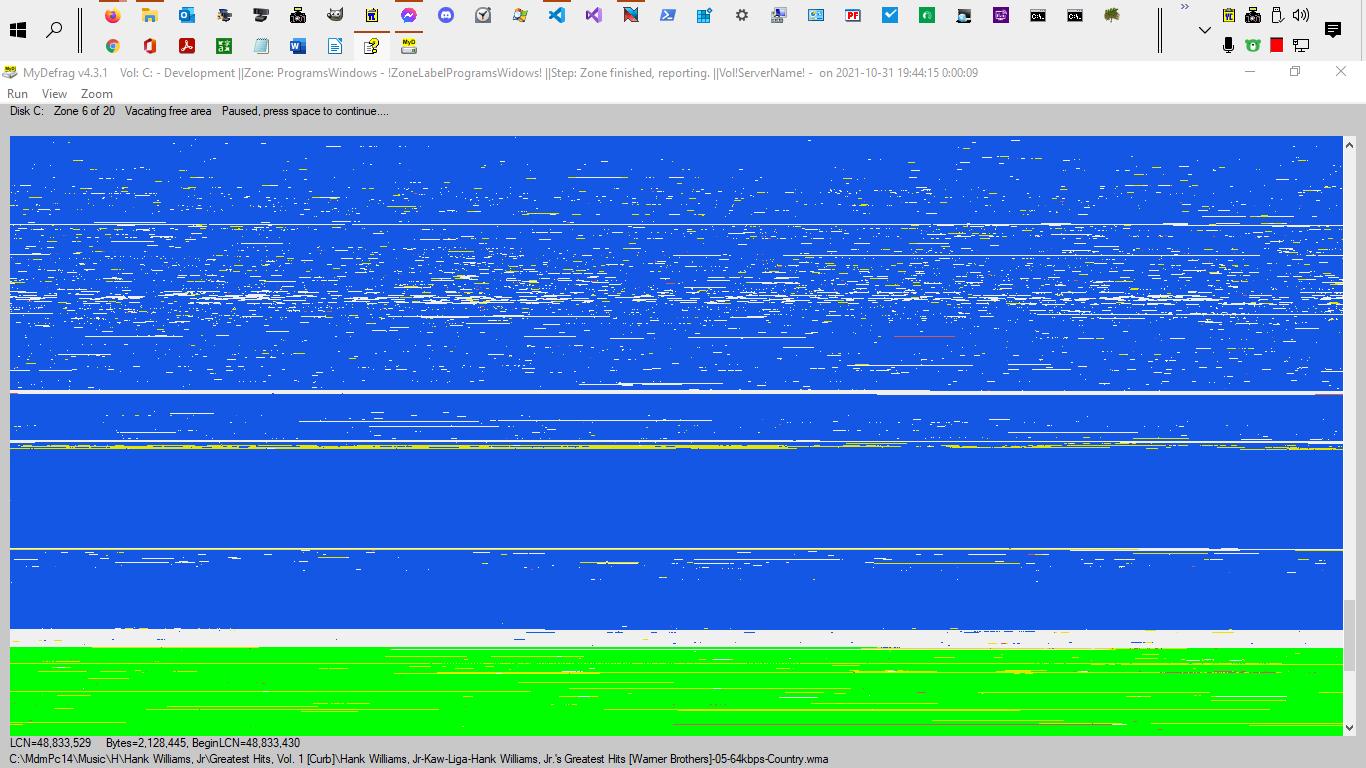 MyDefrag v4.3.1 Vol: C: - Development ||Zone: ProgramsWindows - !ZoneLabelProgramsWidows! ||Step: Zone finished, reporting. ||Vol!ServerName! - on 2021-10-31 19:44:15 0:00:09
Run View Zoom
Disk C: Zone 6 of 20 Vacating free area Paused, press space to continue....
LCN=48,833,529 Bytes=2,128,445, BeginLCN=48,833,430
C:\MdmPc14\Music\H\Hank Williams, Jr\Greatest Hits, Vol. 1 [Curb]\Hank Williams, Jr-Kaw-Liga-Hank Williams, Jr.'s Greatest Hits [Warner Brothers]-05-64kbps-Country.wma